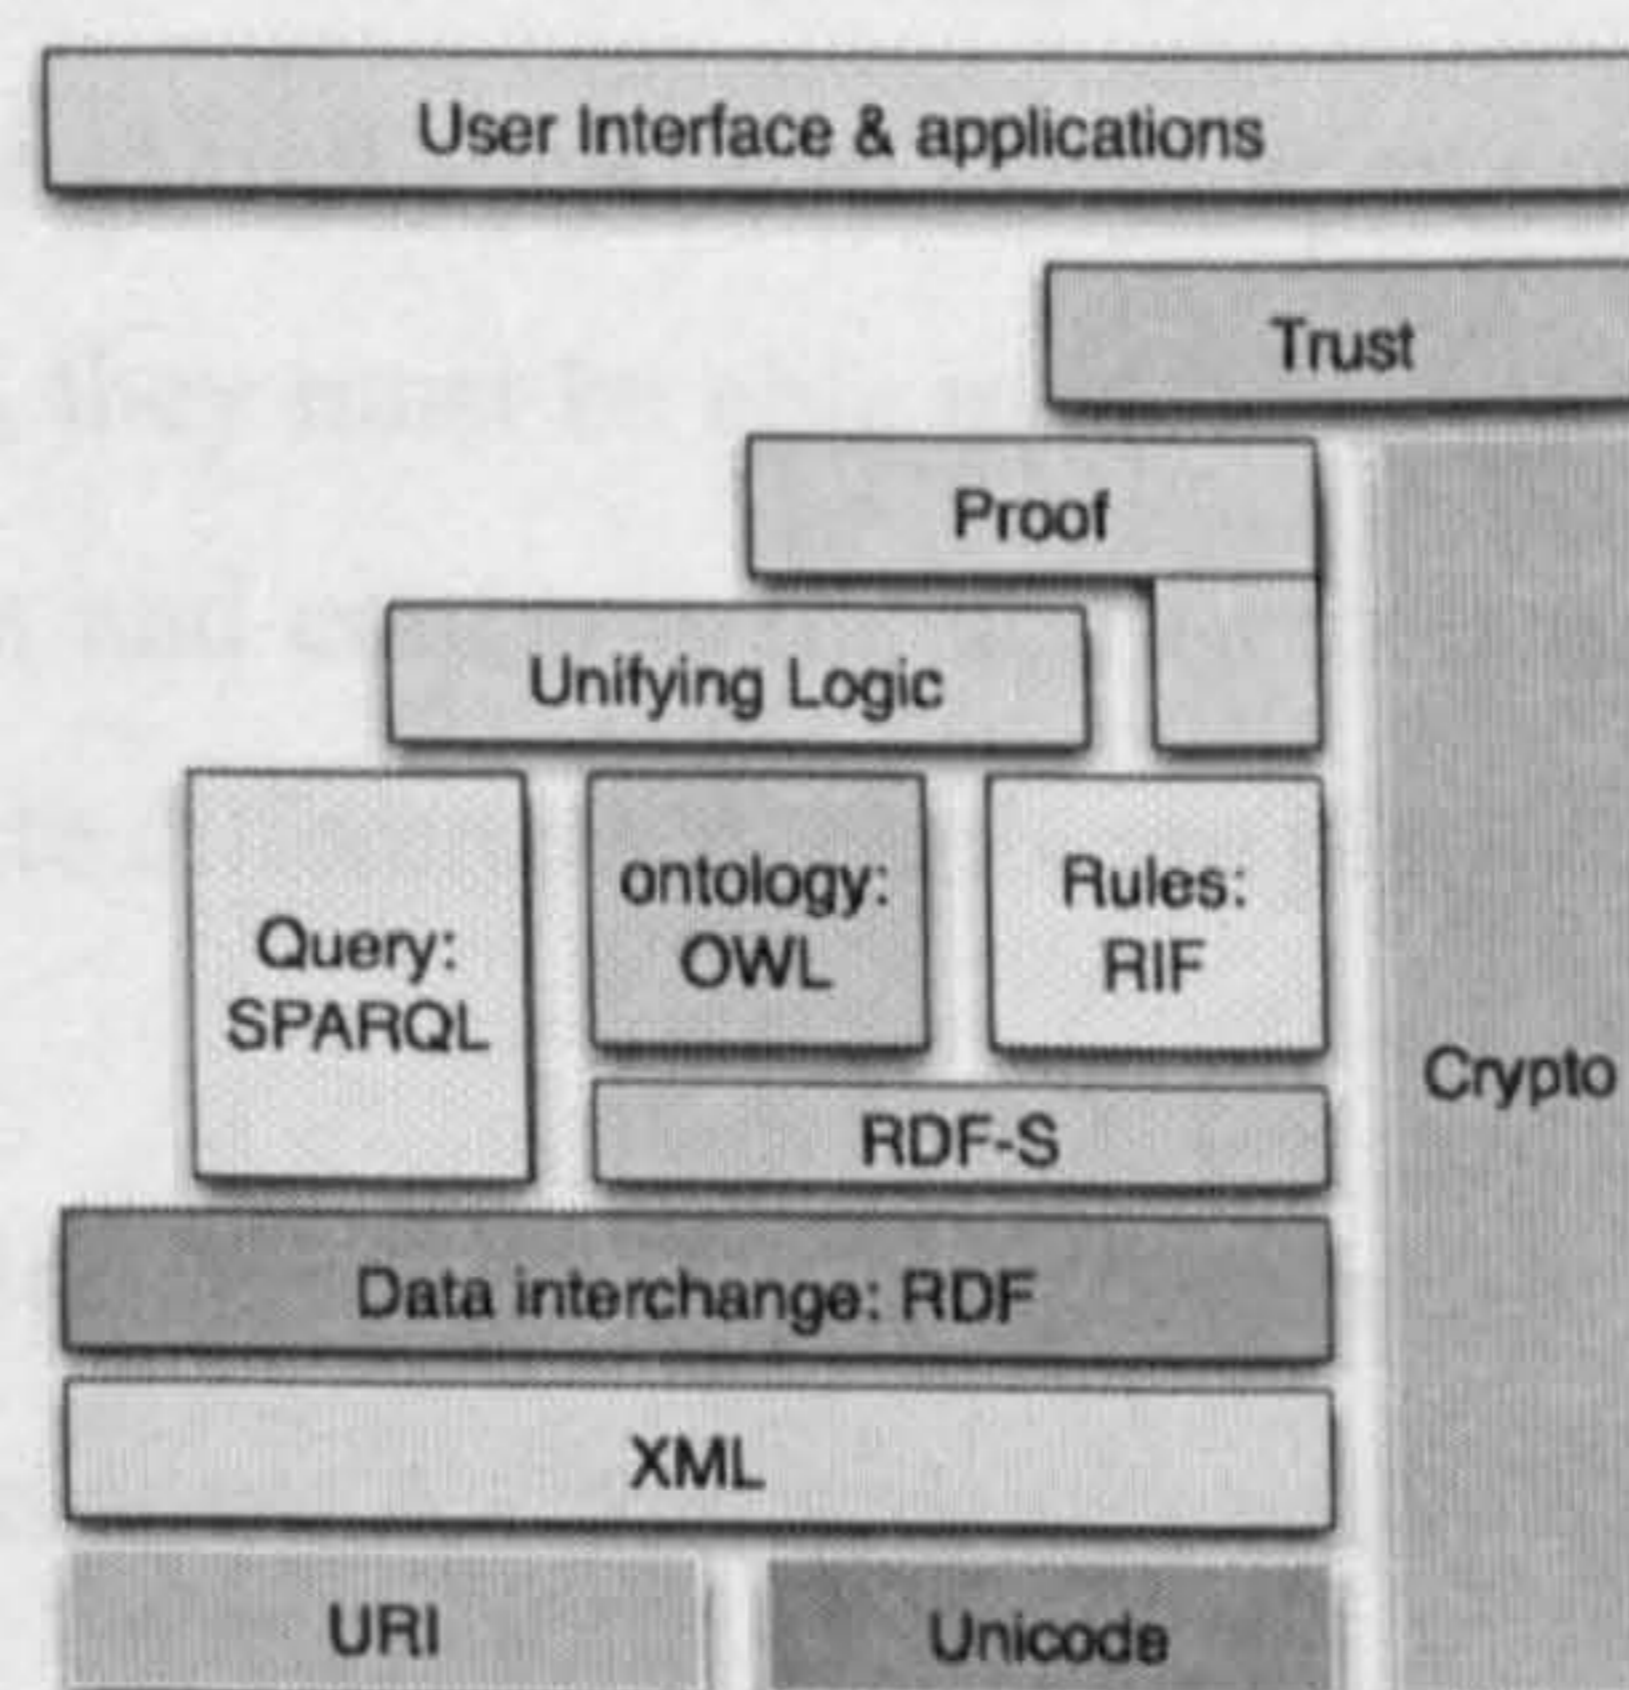 User Interface & applications
Trust
Proof
Unifying Logic
Query:
SPARQL
ontology:
OWL
Rules:
RIF
Crypto
RDF-S
Data interchange: RDF
XML
URI
Unicode